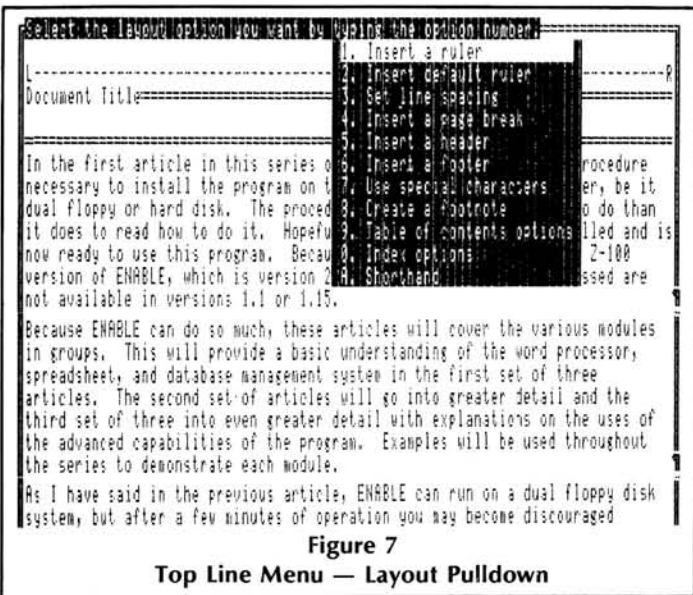 Select the layout option you want by typing the option number.
1. Insert a ruler
L R
2. Insert default ruler
Document Title
3. Set line spacing
4. Insert a page break
5. Insert a header
In the first article in this series o 6. Insert a footer rocedure
necessary to install the program on t 7. Use special characters er, be it
dual floppy or hard disk. The proced 8. Create a footnote o do than
it does to read how to do it. Hopefu 9. Table of contents options lled and is
now ready to use this program. Becau 0. Index options Z-100
version of ENABLE, which is version 2 A. Shorthand ssed are
not available in versions 1.1 or 1.15. ¶
Because ENABLE can do so much, these articles will cover the various modules
in groups. This will provide a basic understanding of the word processor,
spreadsheet, and database management system in the first set of three
articles. The second set of articles will go into greater detail and the
third set of three into even greater detail with explanations on the uses of
the advanced capabilities of the program. Examples will be used throughout
the series to demonstrate each module. ¶
As I have said in the previous article, ENABLE can run on a dual floppy disk
system, but after a few minutes of operation you may become discouraged
Figure 7
Top Line Menu — Layout Pulldown